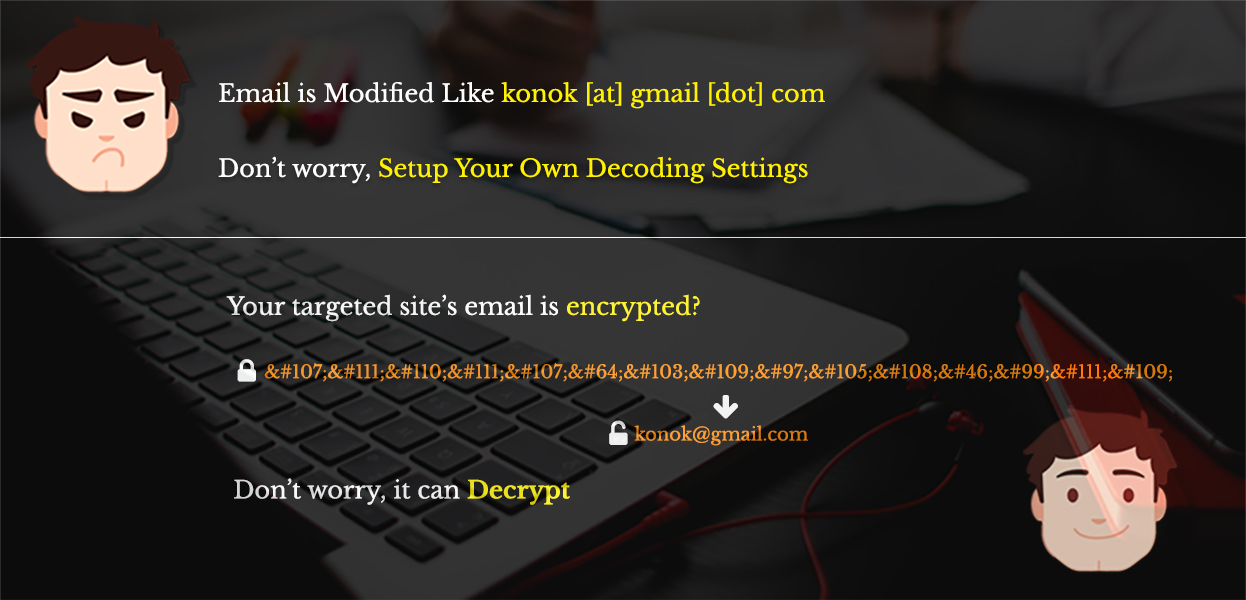 Email is Modified Like konok [at] gmail [dot] com
Don’t worry, Setup Your Own Decoding Settings
Your targeted site’s email is encrypted?
&#107;&#111;&#110;&#111;&#107;&#64;&#103;&#109;&#97;&#105;&#108;&#46;&#99;&#111;&#109;
konok@gmail.com
Don’t worry, it can Decrypt